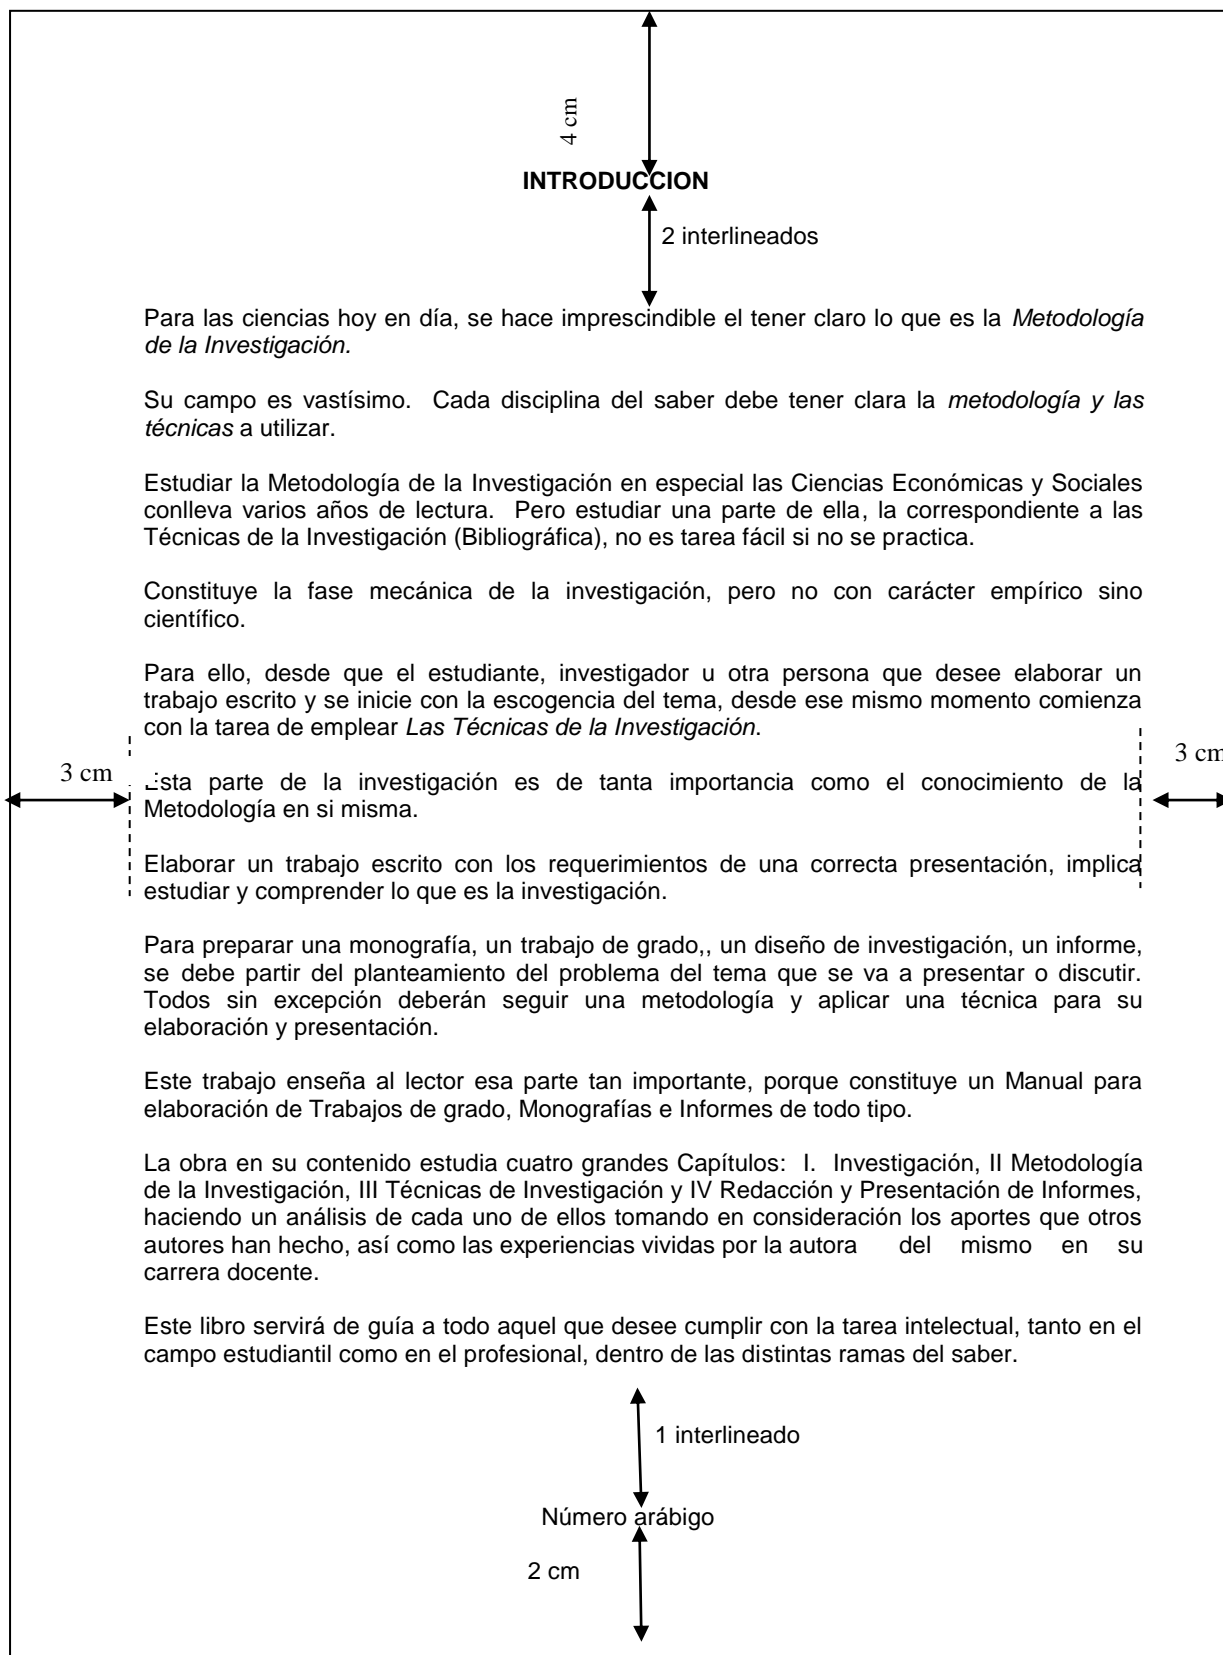 4 cm
INTRODUCCION
2 interlineados
Para las ciencias hoy en día, se hace imprescindible el tener claro lo que es la Metodología
de la Investigación.
Su campo es vastísimo. Cada disciplina del saber debe tener clara la metodología y las
técnicas a utilizar.
Estudiar la Metodología de la Investigación en especial las Ciencias Económicas y Sociales
conlleva varios años de lectura. Pero estudiar una parte de ella, la correspondiente a las
Técnicas de la Investigación (Bibliográfica), no es tarea fácil si no se practica.
Constituye la fase mecánica de la investigación, pero no con carácter empírico sino
científico.
Para ello, desde que el estudiante, investigador u otra persona que desee elaborar un
trabajo escrito y se inicie con la escogencia del tema, desde ese mismo momento comienza
con la tarea de emplear Las Técnicas de la Investigación.
3 cm
3 cm
Esta parte de la investigación es de tanta importancia como el conocimiento de la
Metodología en si misma.
Elaborar un trabajo escrito con los requerimientos de una correcta presentación, implica
estudiar y comprender lo que es la investigación.
Para preparar una monografía, un trabajo de grado,, un diseño de investigación, un informe,
se debe partir del planteamiento del problema del tema que se va a presentar o discutir.
Todos sin excepción deberán seguir una metodología y aplicar una técnica para su
elaboración y presentación.
Este trabajo enseña al lector esa parte tan importante, porque constituye un Manual para
elaboración de Trabajos de grado, Monografías e Informes de todo tipo.
La obra en su contenido estudia cuatro grandes Capítulos: I. Investigación, II Metodología
de la Investigación, III Técnicas de Investigación y IV Redacción y Presentación de Informes,
haciendo un análisis de cada uno de ellos tomando en consideración los aportes que otros
autores han hecho, así como las experiencias vividas por la autora del mismo en su
carrera docente.
Este libro servirá de guía a todo aquel que desee cumplir con la tarea intelectual, tanto en el
campo estudiantil como en el profesional, dentro de las distintas ramas del saber.
1 interlineado
Número arábigo
2 cm